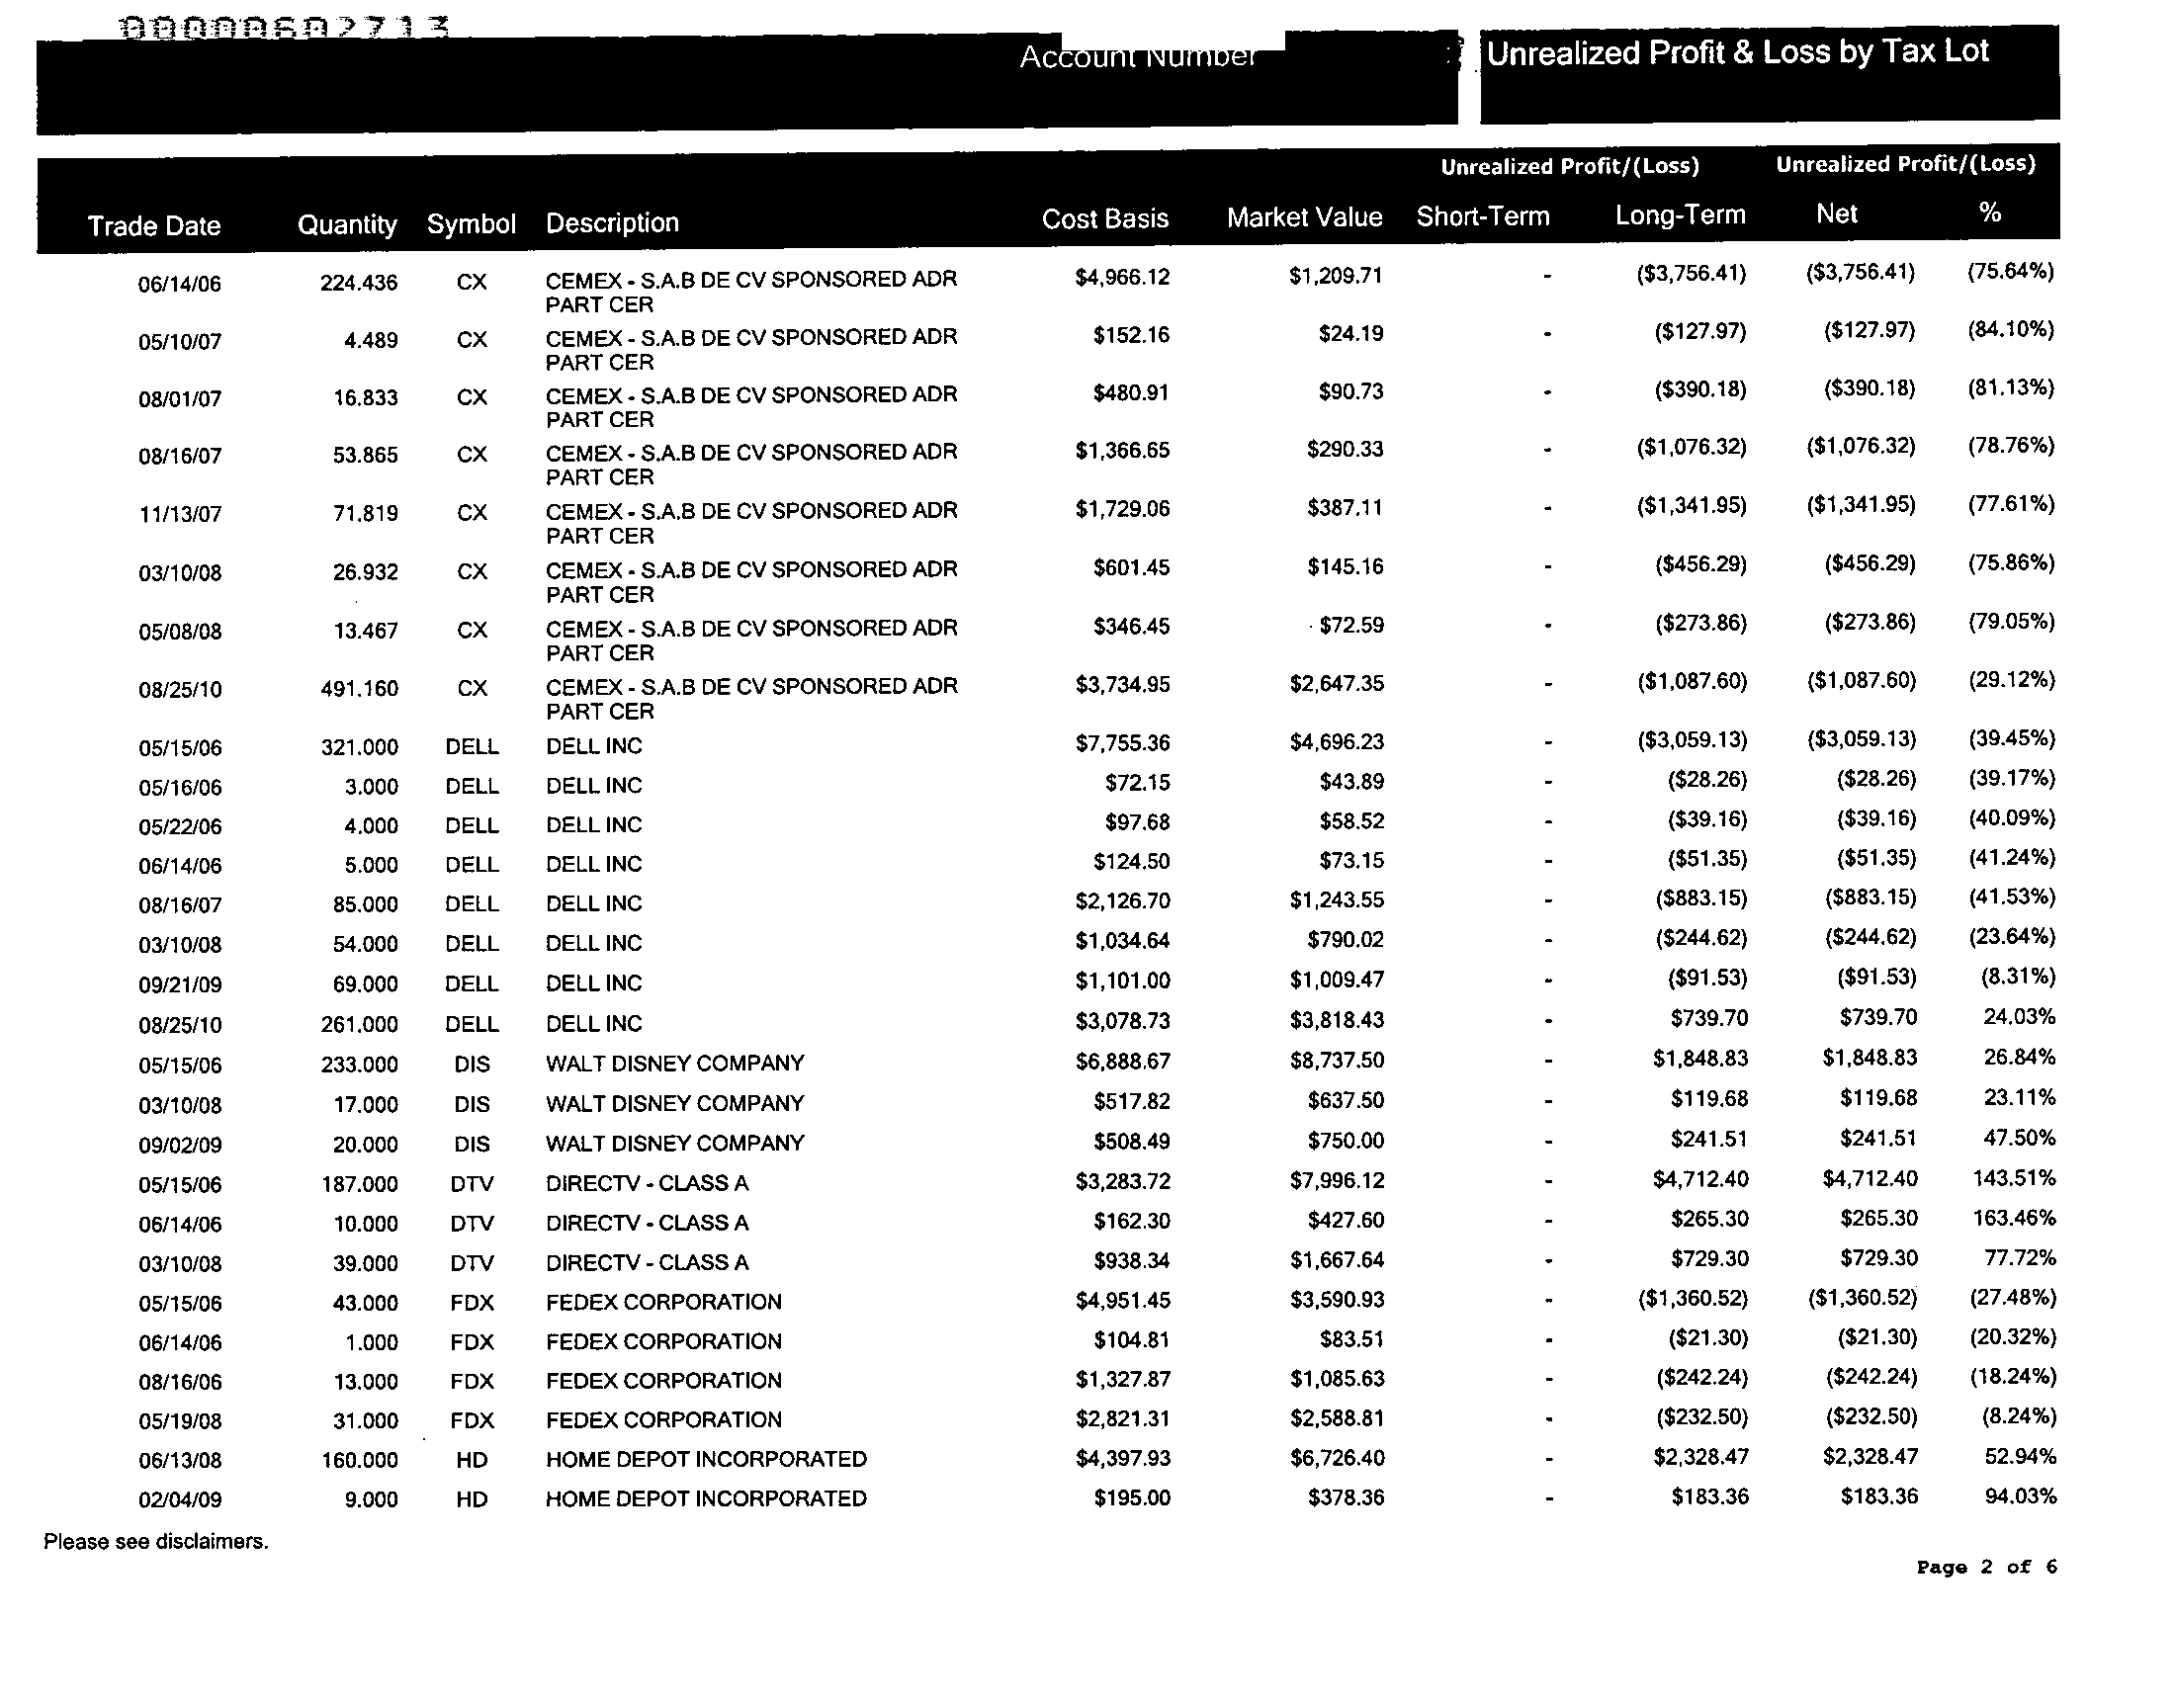 00000602713
Account Number
Unrealized Profit & Loss by Tax Lot
Unrealized Profit/(Loss) Unrealized Profit/(Loss)
Trade Date Quantity Symbol Description Cost Basis Market Value Short-Term Long-Term Net %
06/14/06 224.436 CX CEMEX - S.A.B DE CV SPONSORED ADR $4,966.12 $1,209.71 - ($3,756.41) ($3,756.41) (75.64%)
PART CER
05/10/07 4.489 CX CEMEX - S.A.B DE CV SPONSORED ADR $152.16 $24.19 - ($127.97) ($127.97) (84.10%)
PART CER
08/01/07 16.833 CX CEMEX - S.A.B DE CV SPONSORED ADR $480.91 $90.73 - ($390.18) ($390.18) (81.13%)
PART CER
08/16/07 53.865 CX CEMEX - S.A.B DE CV SPONSORED ADR $1,366.65 $290.33 - ($1,076.32) ($1,076.32) (78.76%)
PART CER
11/13/07 71.819 CX CEMEX - S.A.B DE CV SPONSORED ADR $1,729.06 $387.11 - ($1,341.95) ($1,341.95) (77.61%)
PART CER
03/10/08 26.932 CX CEMEX - S.A.B DE CV SPONSORED ADR $601.45 $145.16 - ($456.29) ($456.29) (75.86%)
PART CER
05/08/08 13.467 CX CEMEX - S.A.B DE CV SPONSORED ADR $346.45 $72.59 - ($273.86) ($273.86) (79.05%)
PART CER
08/25/10 491.160 CX CEMEX - S.A.B DE CV SPONSORED ADR $3,734.95 $2,647.35 - ($1,087.60) ($1,087.60) (29.12%)
PART CER
05/15/06 321.000 DELL DELL INC $7,755.36 $4,696.23 - ($3,059.13) ($3,059.13) (39.45%)
05/16/06 3.000 DELL DELL INC $72.15 $43.89 - ($28.26) ($28.26) (39.17%)
05/22/06 4.000 DELL DELL INC $97.68 $58.52 - ($39.16) ($39.16) (40.09%)
06/14/06 5.000 DELL DELL INC $124.50 $73.15 - ($51.35) ($51.35) (41.24%)
08/16/07 85.000 DELL DELL INC $2,126.70 $1,243.55 - ($883.15) ($883.15) (41.53%)
03/10/08 54.000 DELL DELL INC $1,034.64 $790.02 - ($244.62) ($244.62) (23.64%)
09/21/09 69.000 DELL DELL INC $1,101.00 $1,009.47 - ($91.53) ($91.53) (8.31%)
08/25/10 261.000 DELL DELL INC $3,078.73 $3,818.43 - $739.70 $739.70 24.03%
05/15/06 233.000 DIS WALT DISNEY COMPANY $6,888.67 $8,737.50 - $1,848.83 $1,848.83 26.84%
03/10/08 17.000 DIS WALT DISNEY COMPANY $517.82 $637.50 - $119.68 $119.68 23.11%
09/02/09 20.000 DIS WALT DISNEY COMPANY $508.49 $750.00 - $241.51 $241.51 47.50%
05/15/06 187.000 DTV DIRECTV - CLASS A $3,283.72 $7,996.12 - $4,712.40 $4,712.40 143.51%
06/14/06 10.000 DTV DIRECTV - CLASS A $162.30 $427.60 - $265.30 $265.30 163.46%
03/10/08 39.000 DTV DIRECTV - CLASS A $938.34 $1,667.64 - $729.30 $729.30 77.72%
05/15/06 43.000 FDX FEDEX CORPORATION $4,951.45 $3,590.93 - ($1,360.52) ($1,360.52) (27.48%)
06/14/06 1.000 FDX FEDEX CORPORATION $104.81 $83.51 - ($21.30) ($21.30) (20.32%)
08/16/06 13.000 FDX FEDEX CORPORATION $1,327.87 $1,085.63 - ($242.24) ($242.24) (18.24%)
05/19/08 31.000 FDX FEDEX CORPORATION $2,821.31 $2,588.81 - ($232.50) ($232.50) (8.24%)
06/13/08 160.000 HD HOME DEPOT INCORPORATED $4,397.93 $6,726.40 - $2,328.47 $2,328.47 52.94%
02/04/09 9.000 HD HOME DEPOT INCORPORATED $195.00 $378.36 - $183.36 $183.36 94.03%
Please see disclaimers.
Page 2 of 6